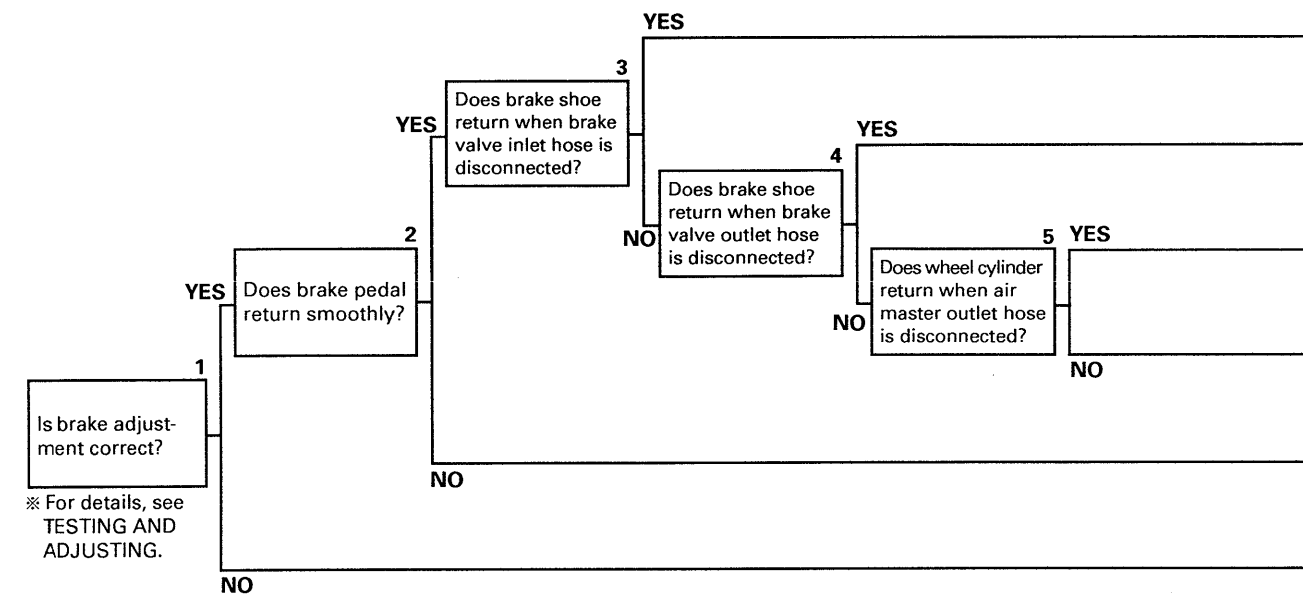 YES
3
Does brake shoe
return when brake
valve inlet hose is
disconnected?
YES
YES
4
Does brake shoe
return when brake
valve outlet hose
is disconnected?
NO
2
5
YES
Does wheel cylinder
return when air
master outlet hose
is disconnected?
YES
Does brake pedal
return smoothly?
NO
1
NO
Is brake adjust-
ment correct?
NO
※ For details, see
TESTING AND
ADJUSTING.
NO